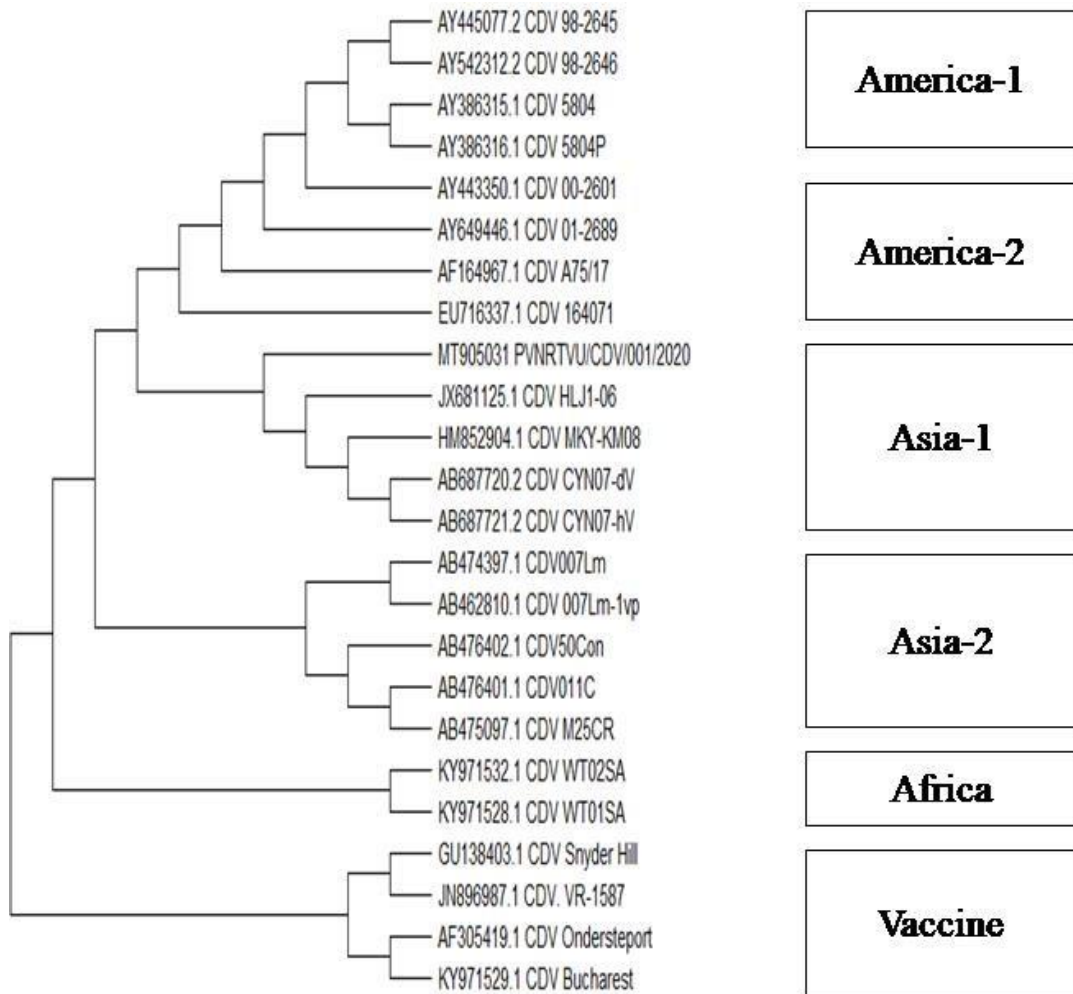 AY445077.2 CDV 98-2645
AY542312.2 CDV 98-2646
AY386315.1 CDV 5804
AY386316.1 CDV 5804P
AY443350.1 CDV 00-2601
AY649446.1 CDV 01-2689
AF164967.1 CDV A75/17
EU716337.1 CDV 164071
MT905031 PVNRTVU/CDV/001/2020
JX681125.1 CDV HLJ1-06
HM852904.1 CDV MKY-KM08
AB687720.2 CDV CYN07-dV
AB687721.2 CDV CYN07-hV
AB474397.1 CDV007Lm
AB462810.1 CDV 007Lm-1vp
AB476402.1 CDV50Con
AB476401.1 CDV011C
AB475097.1 CDV M25CR
KY971532.1 CDV WT02SA
KY971528.1 CDV WT01SA
GU138403.1 CDV Snyder Hill
JN896987.1 CDV. VR-1587
AF305419.1 CDV Ondersteport
KY971529.1 CDV Bucharest
America-1
America-2
Asia-1
Asia-2
Africa
Vaccine